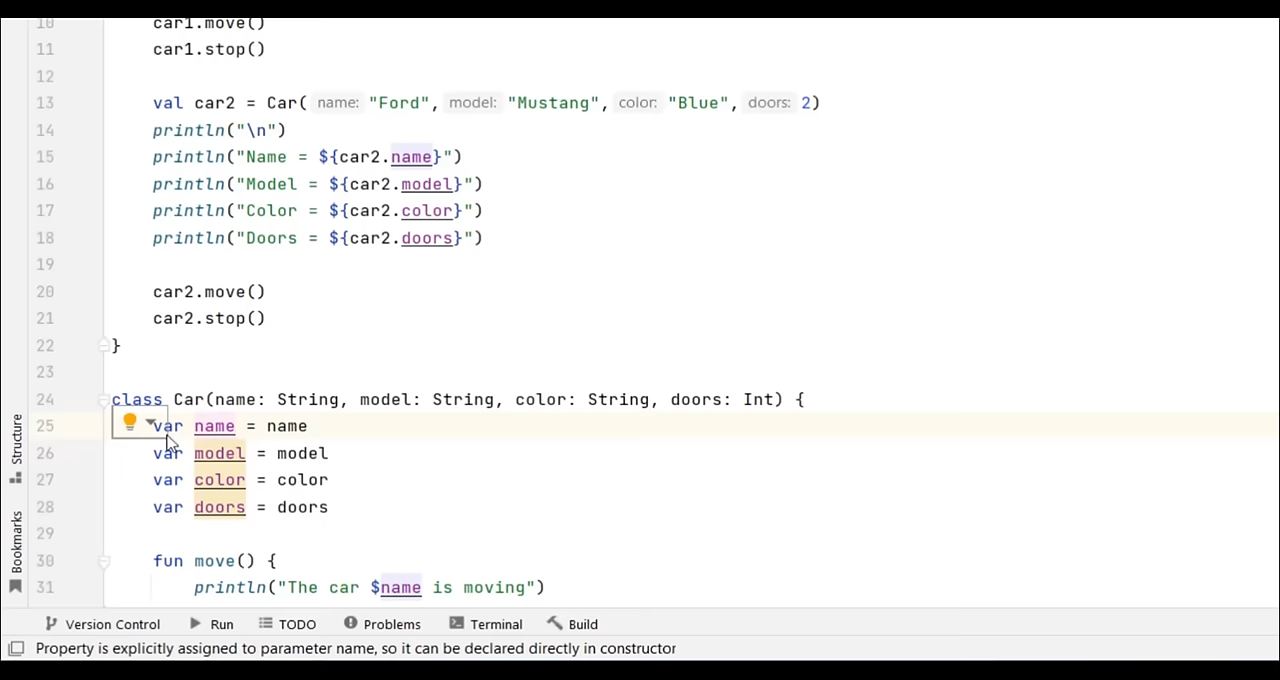 10 car1.move()
11 car1.stop()
12
13 val car2 = Car( name: "Ford", model: "Mustang", color: "Blue", doors: 2)
14 println("\n")
15 println("Name = ${car2.name}")
16 println("Model = ${car2.model}")
17 println("Color = ${car2.color}")
18 println("Doors = ${car2.doors}")
19
20 car2.move()
21 car2.stop()
22 }
23
24 class Car(name: String, model: String, color: String, doors: Int) {
25 var name = name
26 var model = model
27 var color = color
28 var doors = doors
29
30 fun move() {
31 println("The car $name is moving")
Structure
Bookmarks
Version Control Run TODO Problems Terminal Build
Property is explicitly assigned to parameter name, so it can be declared directly in constructor